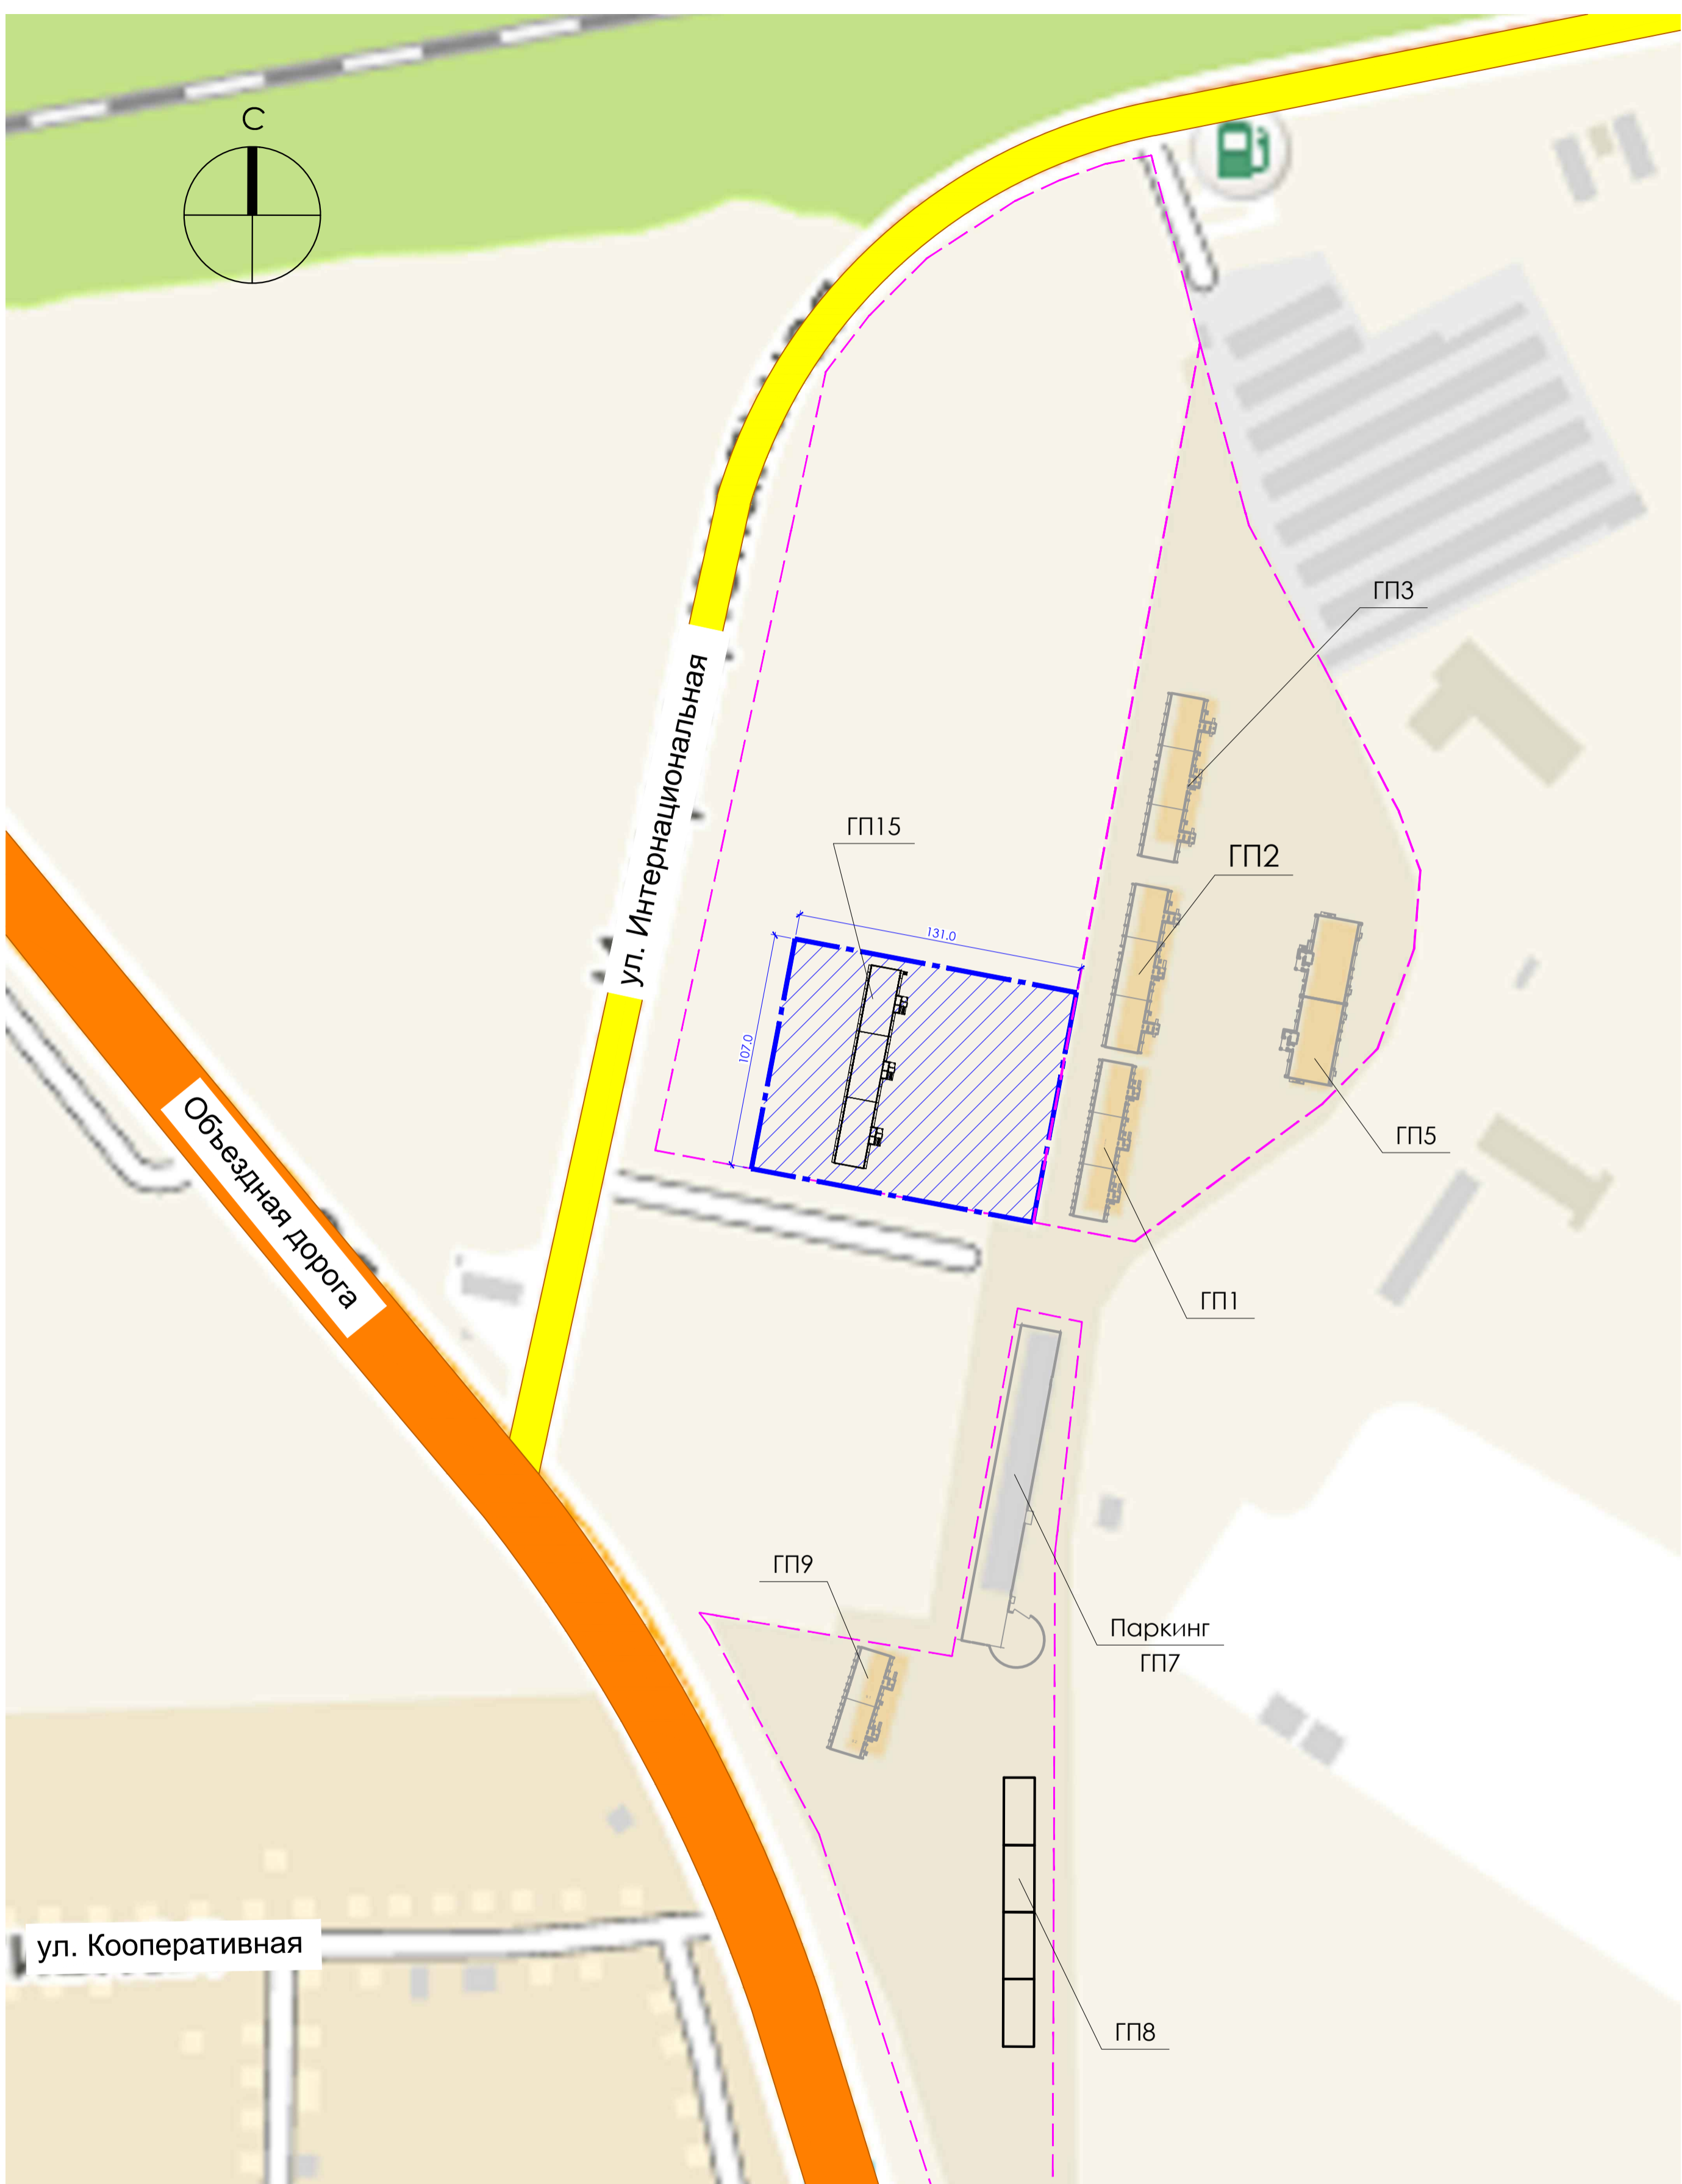 С
ГП3
ул. Интернациональная
ГП15
ГП2
131.0
107.0
Объездная дорога
ГП5
ГП1
ГП9
Паркинг
ГП7
ул. Кооперативная
ГП8